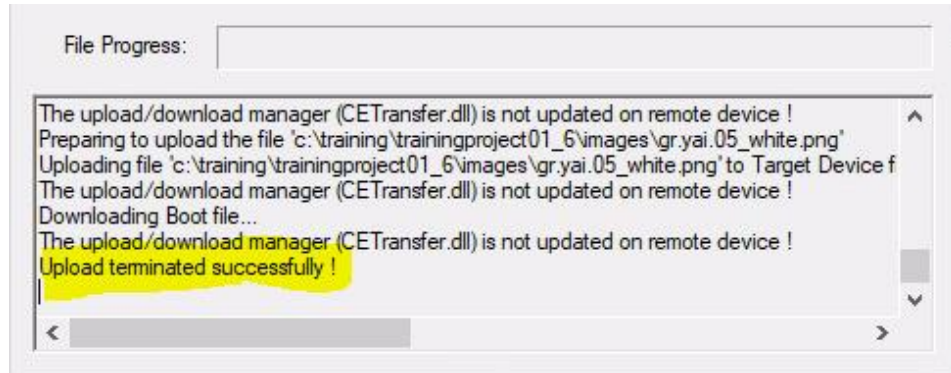 File Progress:
The upload/download manager (CETransfer.dll) is not updated on remote device !
Preparing to upload the file 'c:\training\trainingproject01_6\images\gr.yai.05_white.png'
Uploading file 'c:\training\trainingproject01_6\images\gr.yai.05_white.png' to Target Device f
The upload/download manager (CETransfer.dll) is not updated on remote device !
Downloading Boot file...
The upload/download manager (CETransfer.dll) is not updated on remote device !
Upload terminated successfully !